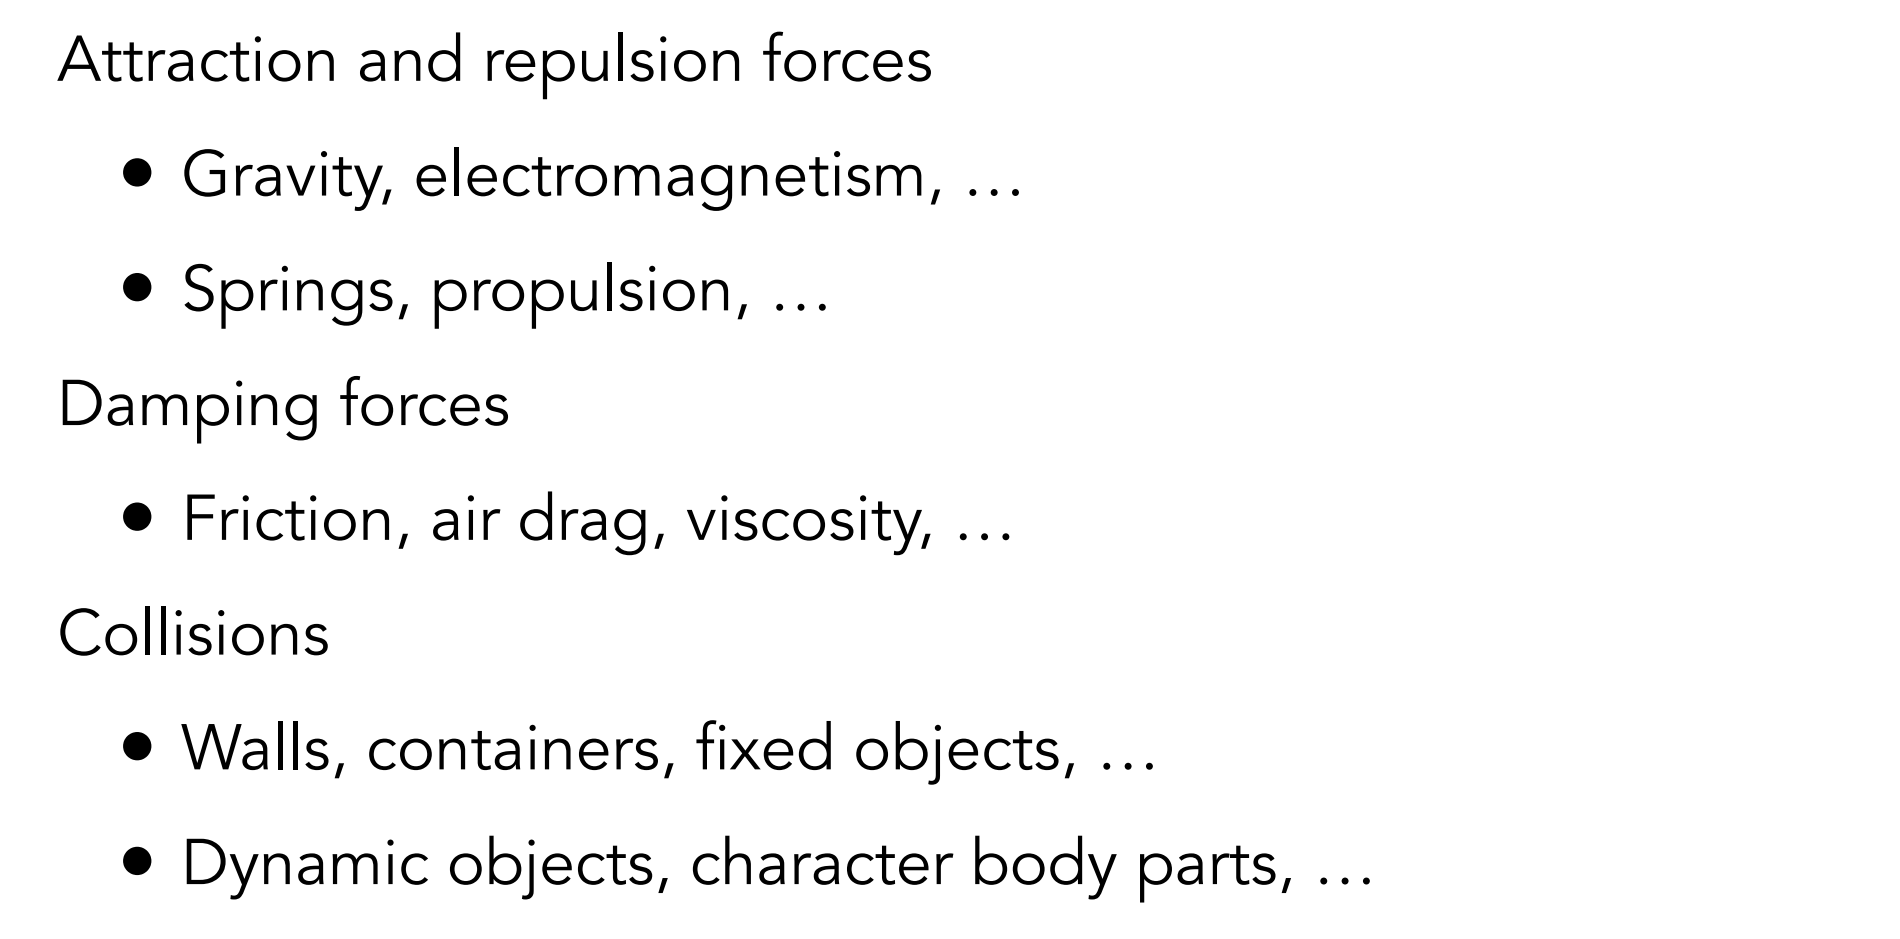 Attraction and repulsion forces
• Gravity, electromagnetism, …
• Springs, propulsion, …
Damping forces
• Friction, air drag, viscosity, …
Collisions
• Walls, containers, fixed objects, …
• Dynamic objects, character body parts, …